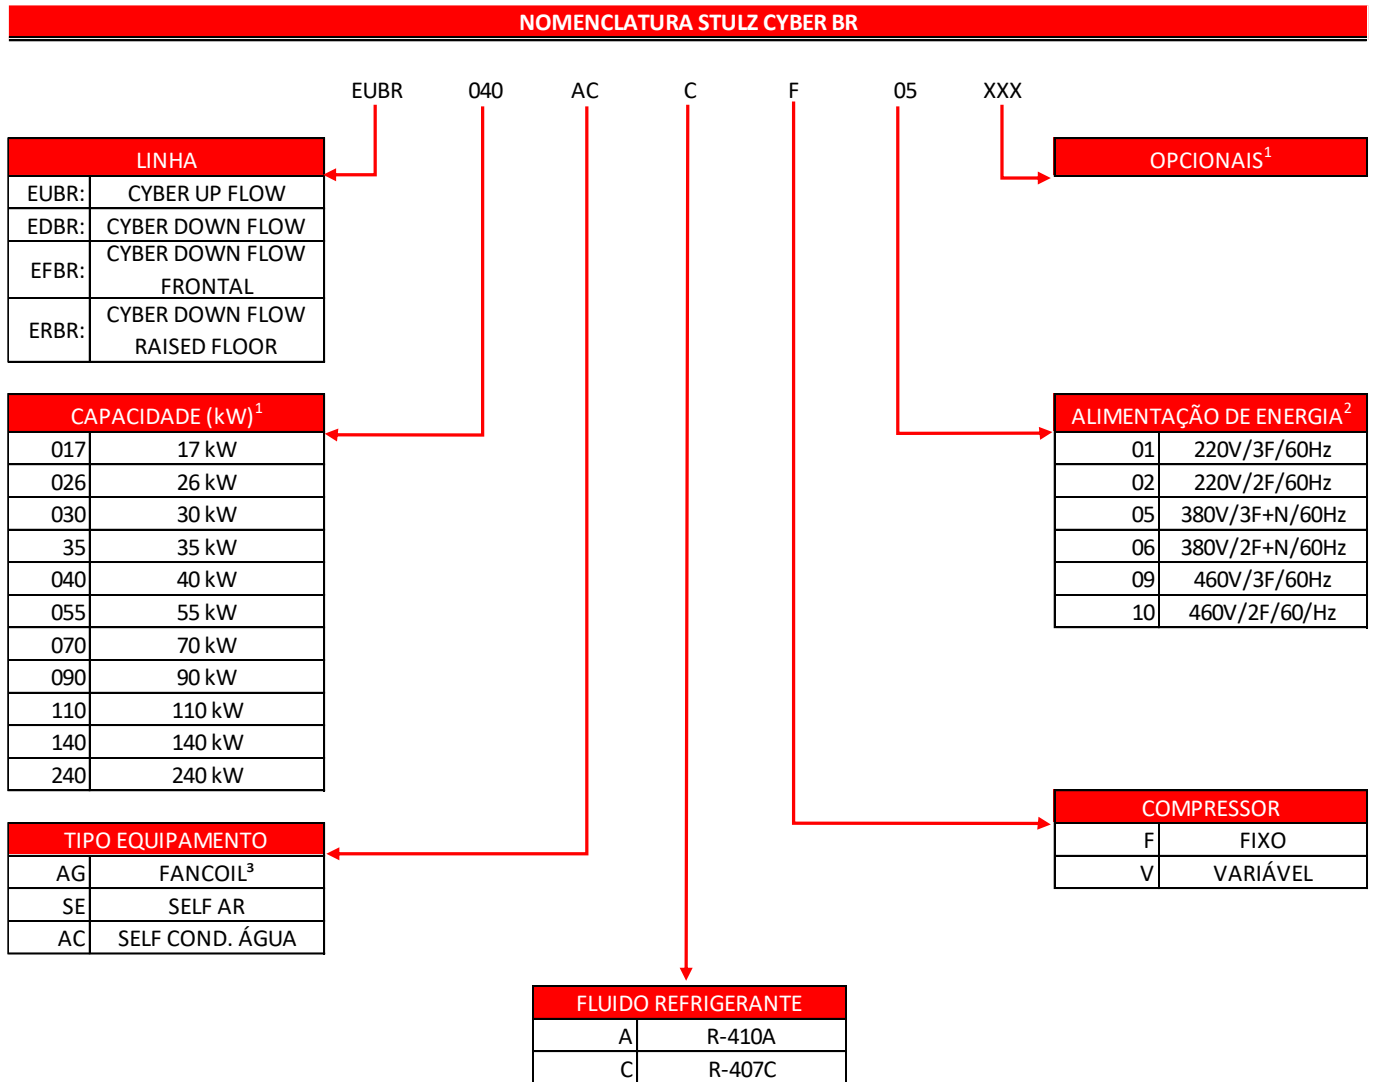 NOMENCLATURA STULZ CYBER BR
EUBR 040 AC C F 05 XXX
LINHA
EUBR: CYBER UP FLOW
EDBR: CYBER DOWN FLOW
EFBR: CYBER DOWN FLOW
FRONTAL
ERBR: CYBER DOWN FLOW
RAISED FLOOR
OPCIONAIS¹
CAPACIDADE (kW)¹
017 17 kW
026 26 kW
030 30 kW
35 35 kW
040 40 kW
055 55 kW
070 70 kW
090 90 kW
110 110 kW
140 140 kW
240 240 kW
ALIMENTAÇÃO DE ENERGIA²
01 220V/3F/60Hz
02 220V/2F/60Hz
05 380V/3F+N/60Hz
06 380V/2F+N/60Hz
09 460V/3F/60Hz
10 460V/2F/60/Hz
TIPO EQUIPAMENTO
AG FANCOIL³
SE SELF AR
AC SELF COND. ÁGUA
COMPRESSOR
F FIXO
V VARIÁVEL
FLUIDO REFRIGERANTE
A R-410A
C R-407C